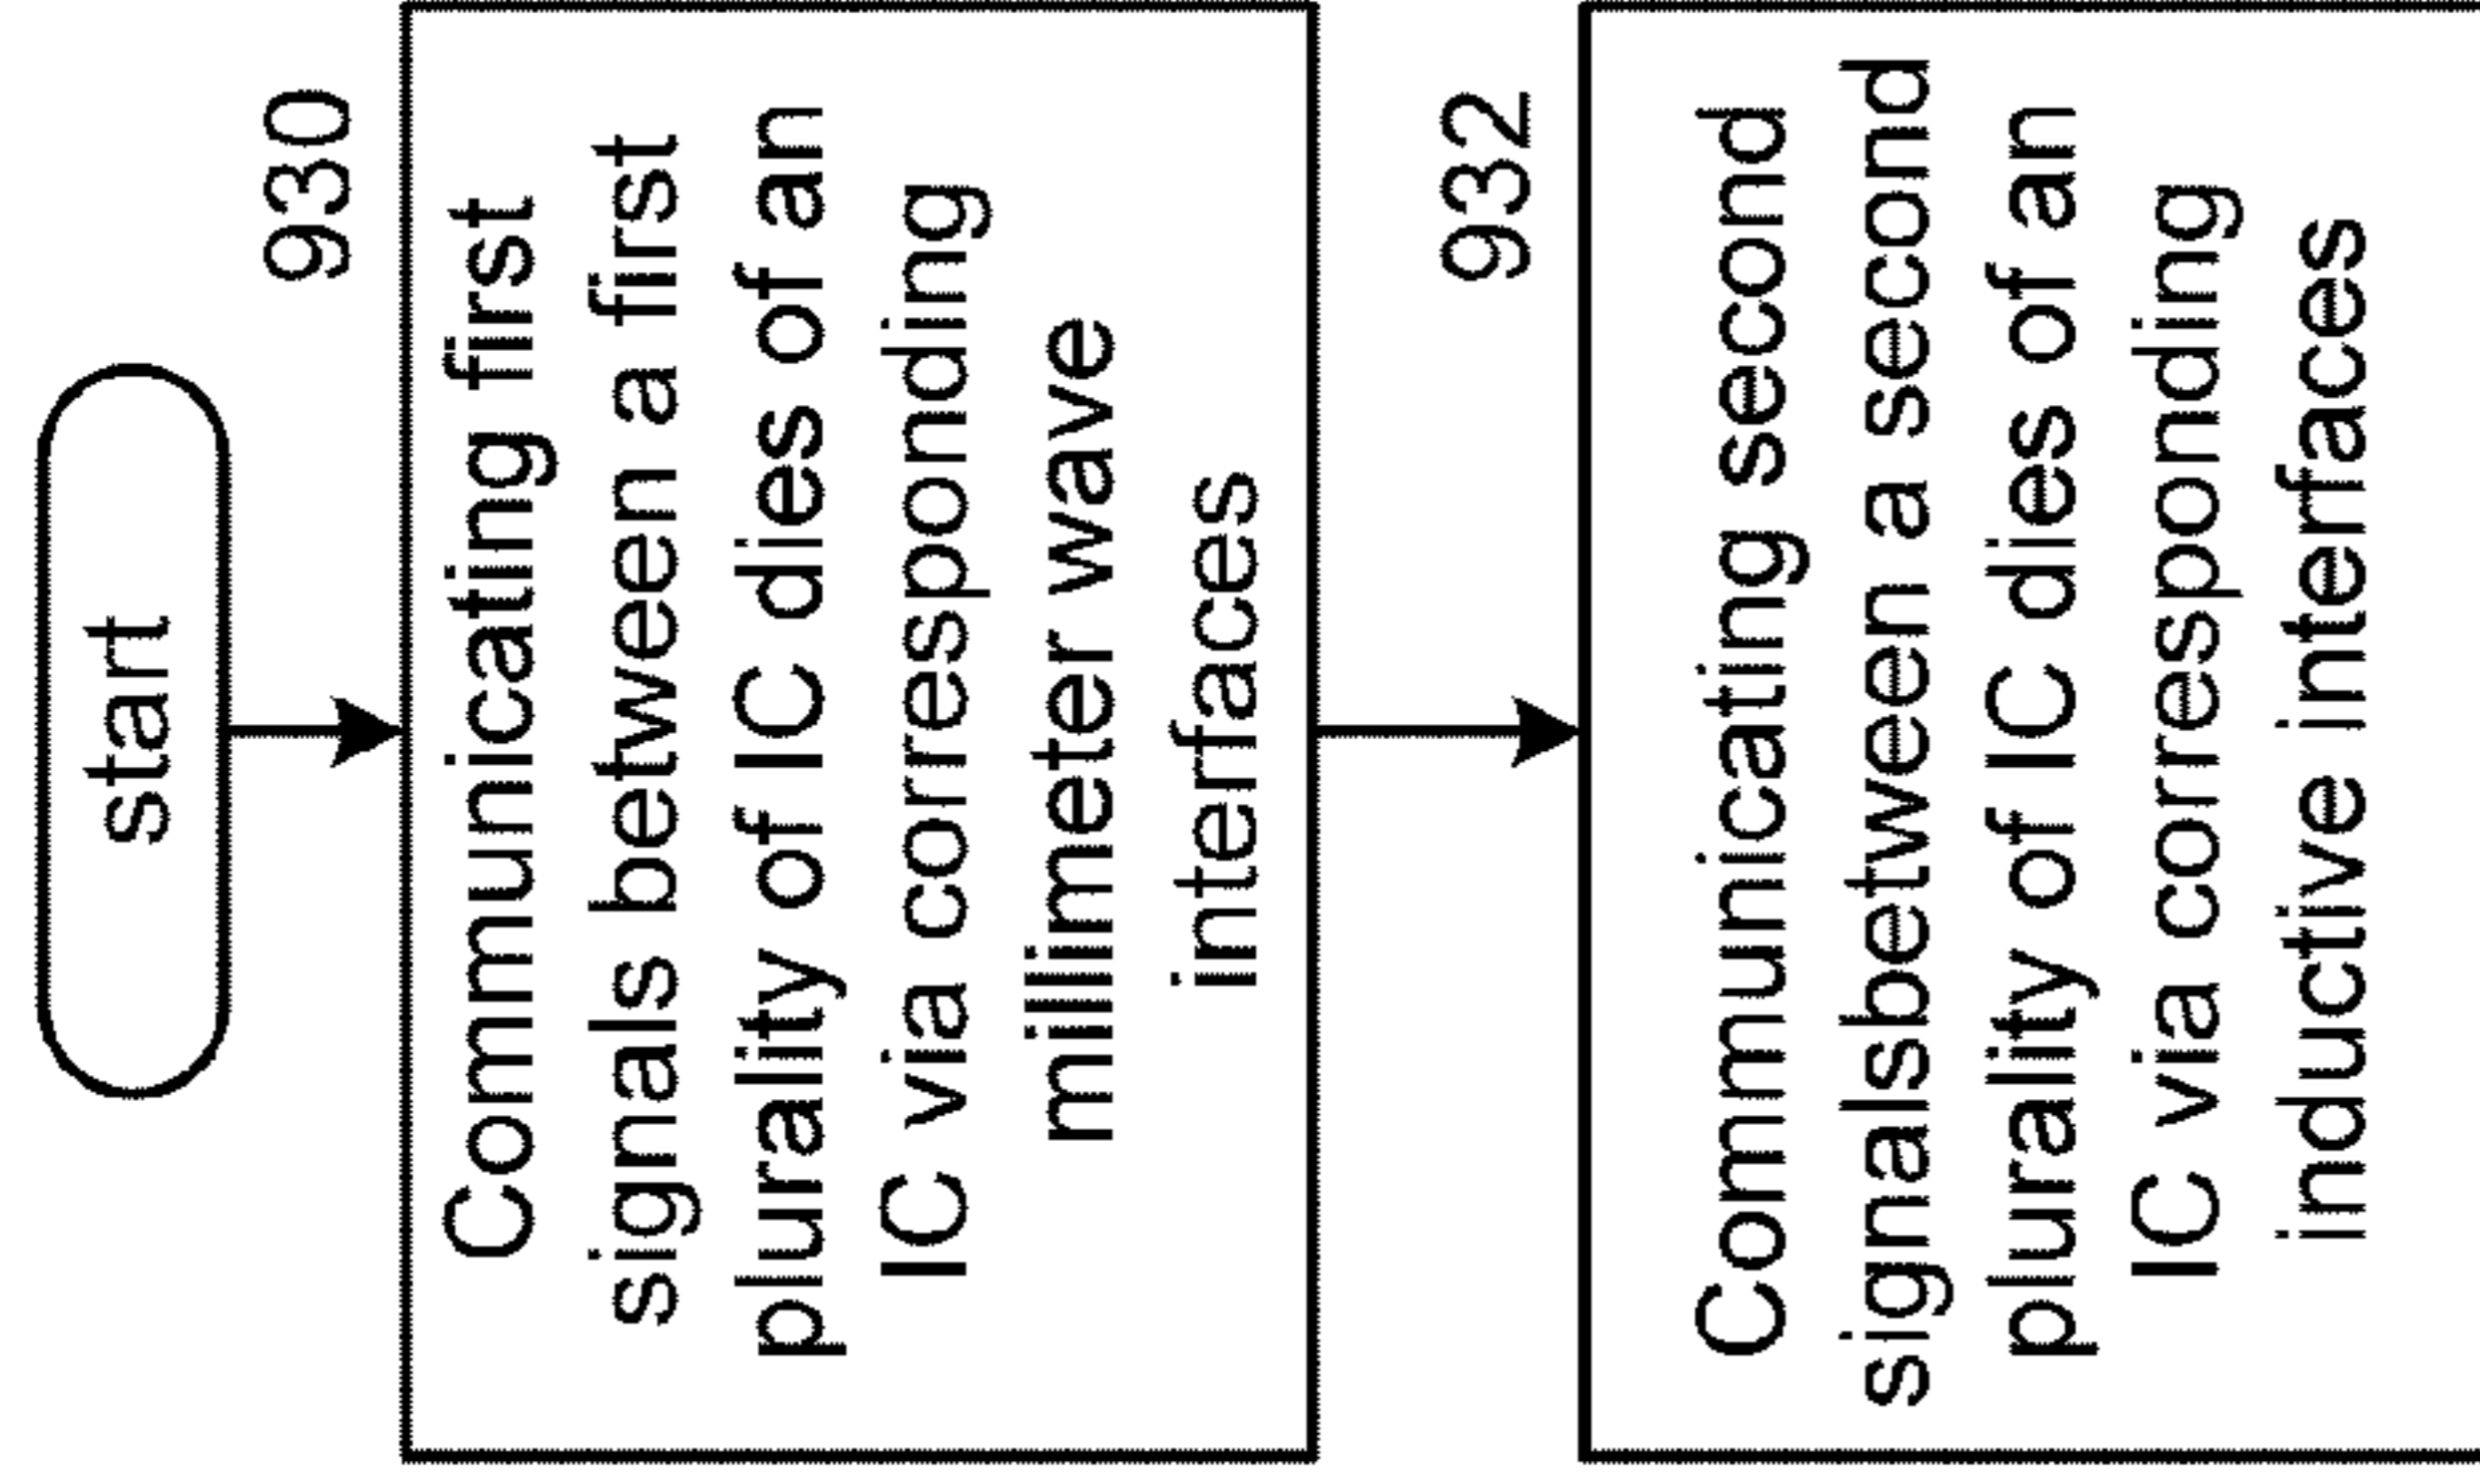 start
930
Communicating first
signals between a first
plurality of IC dies of an
IC via corresponding
millimeter wave
interfaces
932
Communicating second
signalsbetween a second
plurality of IC dies of an
IC via corresponding
inductive interfaces